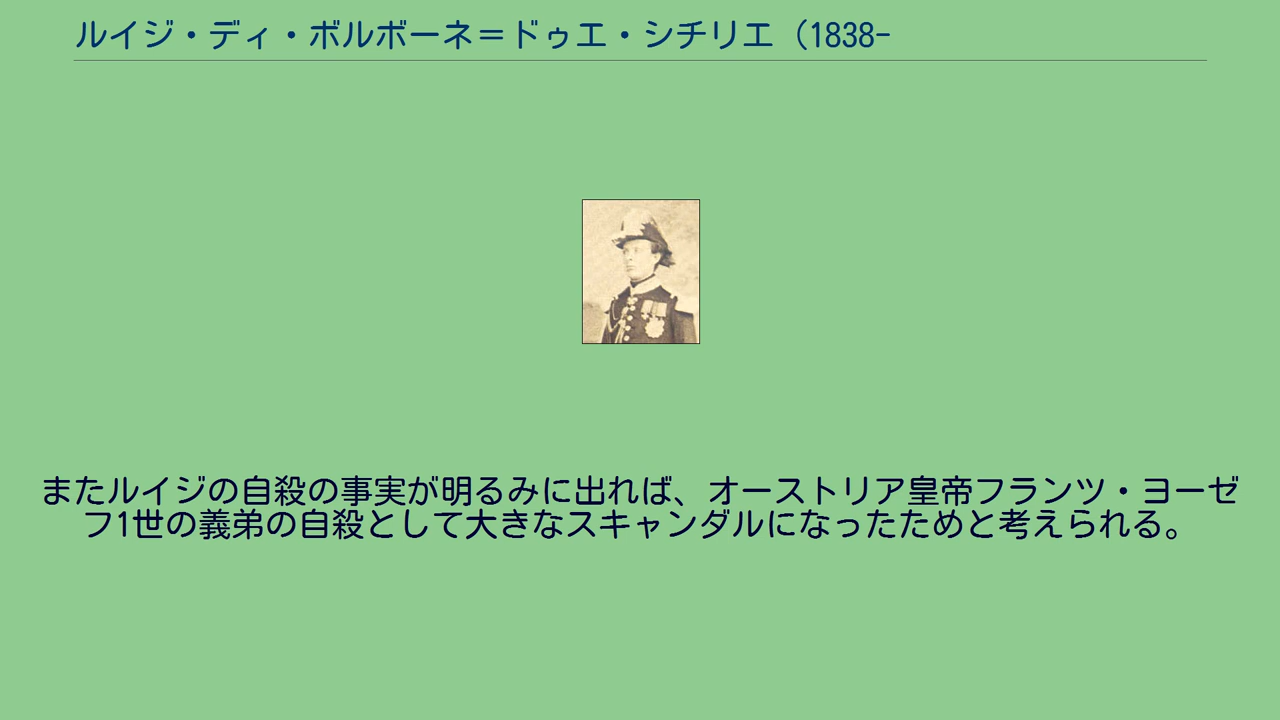 ルイジ・ディ・ボルボーネ＝ドゥエ・シチリエ（1838-
またルイジの自殺の事実が明るみに出れば、オーストリア皇帝フランツ・ヨーゼ
フ1世の義弟の自殺として大きなスキャンダルになったためと考えられる。